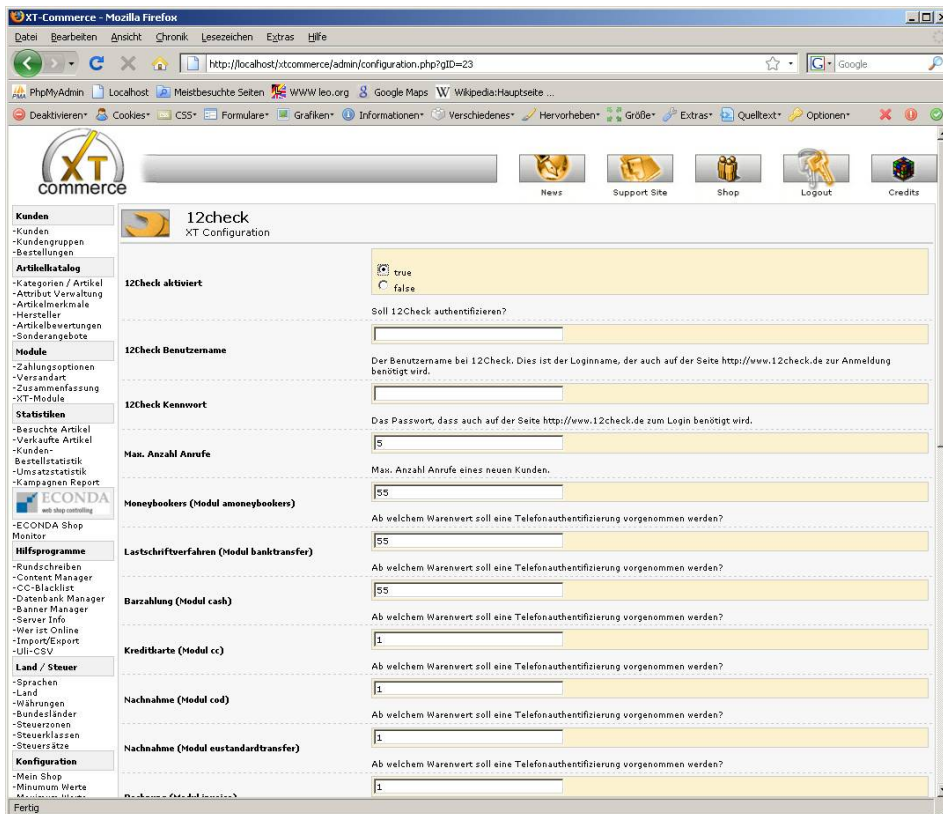 XT-Commerce - Mozilla Firefox
Datei Bearbeiten Ansicht Chronik Lesezeichen Extras Hilfe
http://localhost/xtcommerce/admin/configuration.php?gID=23
Google
PhpMyAdmin Localhost Meistbesuchte Seiten WWW leo.org Google Maps Wikipedia:Hauptseite ...
Deaktivieren Cookies CSS Formulare Grafiken Informationen Verschiedenes Hervorheben Größe Extras Quelltext Optionen
XT commerce
News
Support Site
Shop
Logout
Credits
Kunden
-Kunden
-Kundengruppen
-Bestellungen
Artikelkatalog
-Kategorien / Artikel
-Attribut Verwaltung
-Artikelmerkmale
-Hersteller
-Artikelbewertungen
-Sonderangebote
Module
-Zahlungsoptionen
-Versandart
-Zusammenfassung
-XT-Module
Statistiken
-Besuchte Artikel
-Verkaufte Artikel
-Kunden-
Bestellstatistik
-Umsatzstatistik
-Kampagnen Report
ECONDA
web shop controlling
-ECONDA Shop
Monitor
Hilfsprogramme
-Rundschreiben
-Content Manager
-CC-Blacklist
-Datenbank Manager
-Banner Manager
-Server Info
-Wer ist Online
-Import/Export
-Uli-CSV
Land / Steuer
-Sprachen
-Land
-Währungen
-Bundesländer
-Steuerzonen
-Steuerklassen
-Steuersätze
Konfiguration
-Mein Shop
-Minumum Werte
12check
XT Configuration
12Check aktiviert
true
false
Soll 12Check authentifizieren?
12Check Benutzername
Der Benutzername bei 12Check. Dies ist der Loginname, der auch auf der Seite http://www.12check.de zur Anmeldung
benötigt wird.
12Check Kennwort
Das Passwort, dass auch auf der Seite http://www.12check.de zum Login benötigt wird.
Max. Anzahl Anrufe
5
Max. Anzahl Anrufe eines neuen Kunden.
Moneybookers (Modul amoneybookers)
55
Ab welchem Warenwert soll eine Telefonauthentifizierung vorgenommen werden?
Lastschriftverfahren (Modul banktransfer)
55
Ab welchem Warenwert soll eine Telefonauthentifizierung vorgenommen werden?
Barzahlung (Modul cash)
55
Ab welchem Warenwert soll eine Telefonauthentifizierung vorgenommen werden?
Kreditkarte (Modul cc)
1
Ab welchem Warenwert soll eine Telefonauthentifizierung vorgenommen werden?
Nachnahme (Modul cod)
1
Ab welchem Warenwert soll eine Telefonauthentifizierung vorgenommen werden?
Nachnahme (Modul eustandardtransfer)
1
Ab welchem Warenwert soll eine Telefonauthentifizierung vorgenommen werden?
1
Fertig